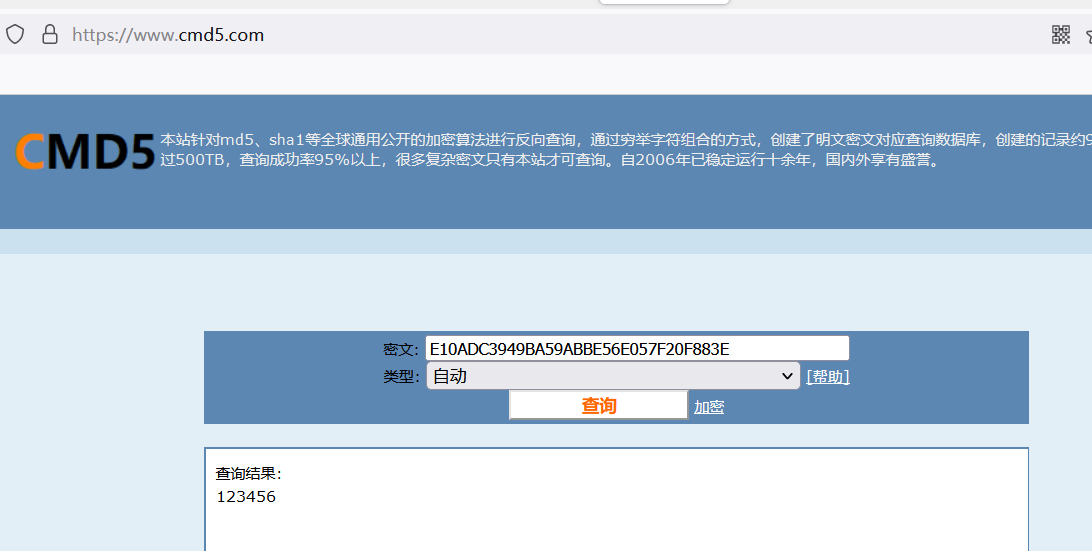 https://www.cmd5.com
CMD5
本站针对md5、sha1等全球通用公开的加密算法进行反向查询，通过穷举字符组合的方式，创建了明文密文对应查询数据库，创建的记录约
过500TB，查询成功率95%以上，很多复杂密文只有本站才可查询。自2006年已稳定运行十余年，国内外享有盛誉。
密文： E10ADC3949BA59ABBE56E057F20F883E
类型： 自动 [帮助]
查询 加密
查询结果：
123456